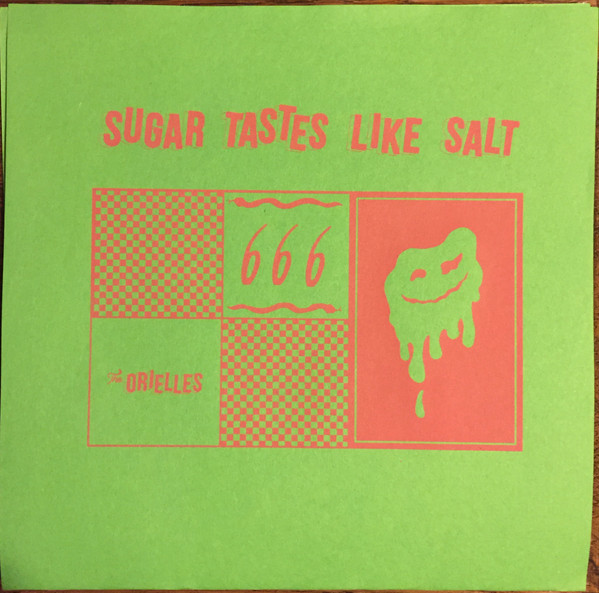 SUGAR TASTES LIKE SALT
666
The ORIELLES